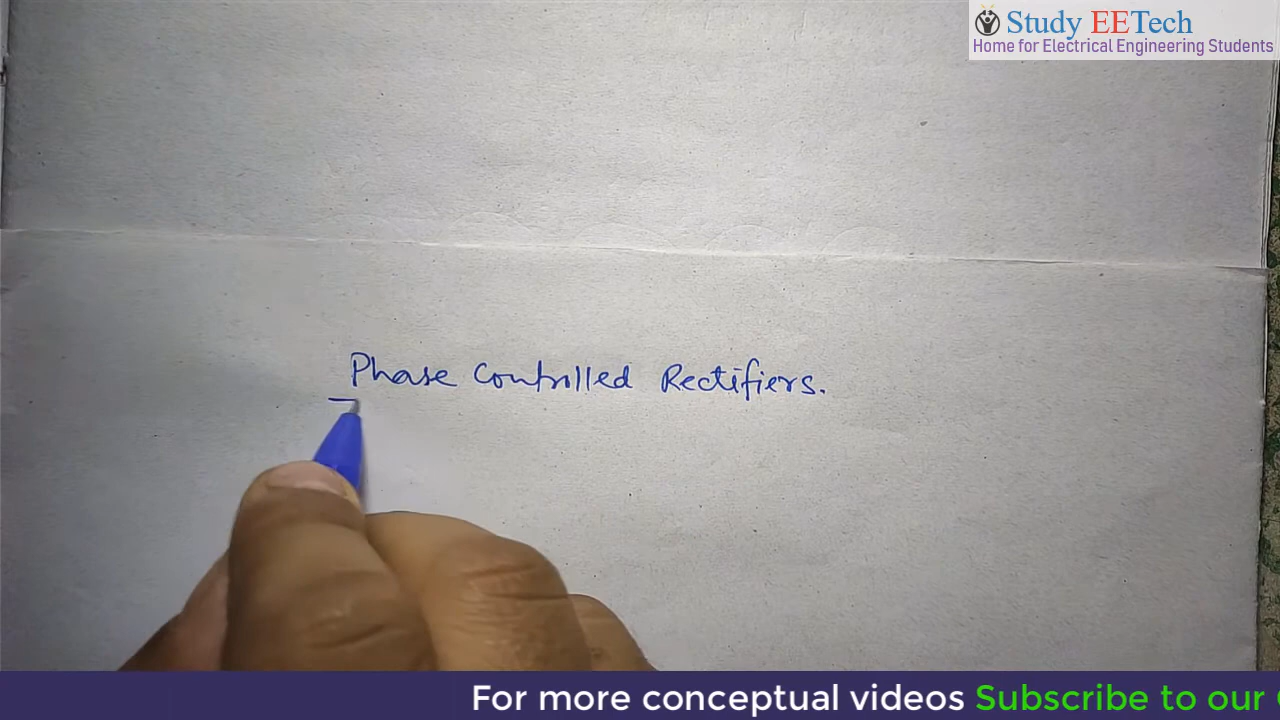 Study EETech
Home for Electrical Engineering Students
Phase Controlled Rectifiers.
For more conceptual videos Subscribe to our